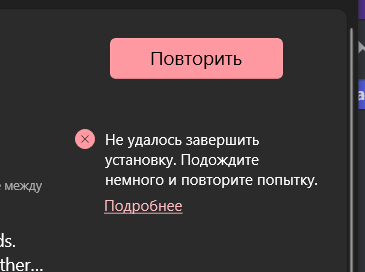 Повторить
Не удалось завершить
установку. Подождите
немного и повторите попытку.
между
Подробнее
ds.
ther...